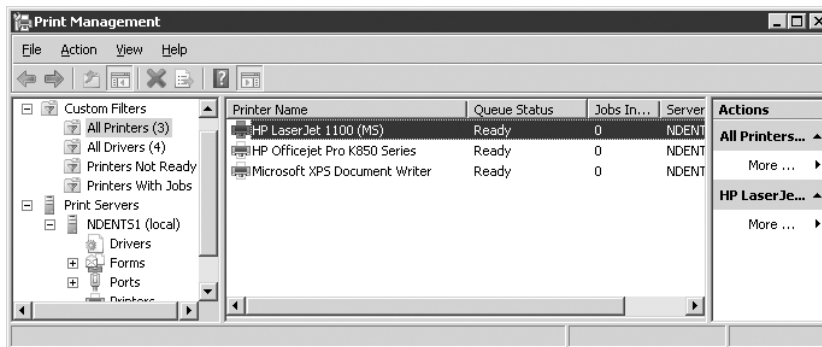 Print Management
File Action View Help
Custom Filters
All Printers (3)
All Drivers (4)
Printers Not Ready
Printers With Jobs
Print Servers
NDENTS1 (local)
Drivers
Forms
Ports
Printers
Printer Name Queue Status Jobs In... Server
HP LaserJet 1100 (MS) Ready 0 NDENT
HP Officejet Pro K850 Series Ready 0 NDENT
Microsoft XPS Document Writer Ready 0 NDENT
Actions
All Printers...
More ...
HP LaserJe...
More ...